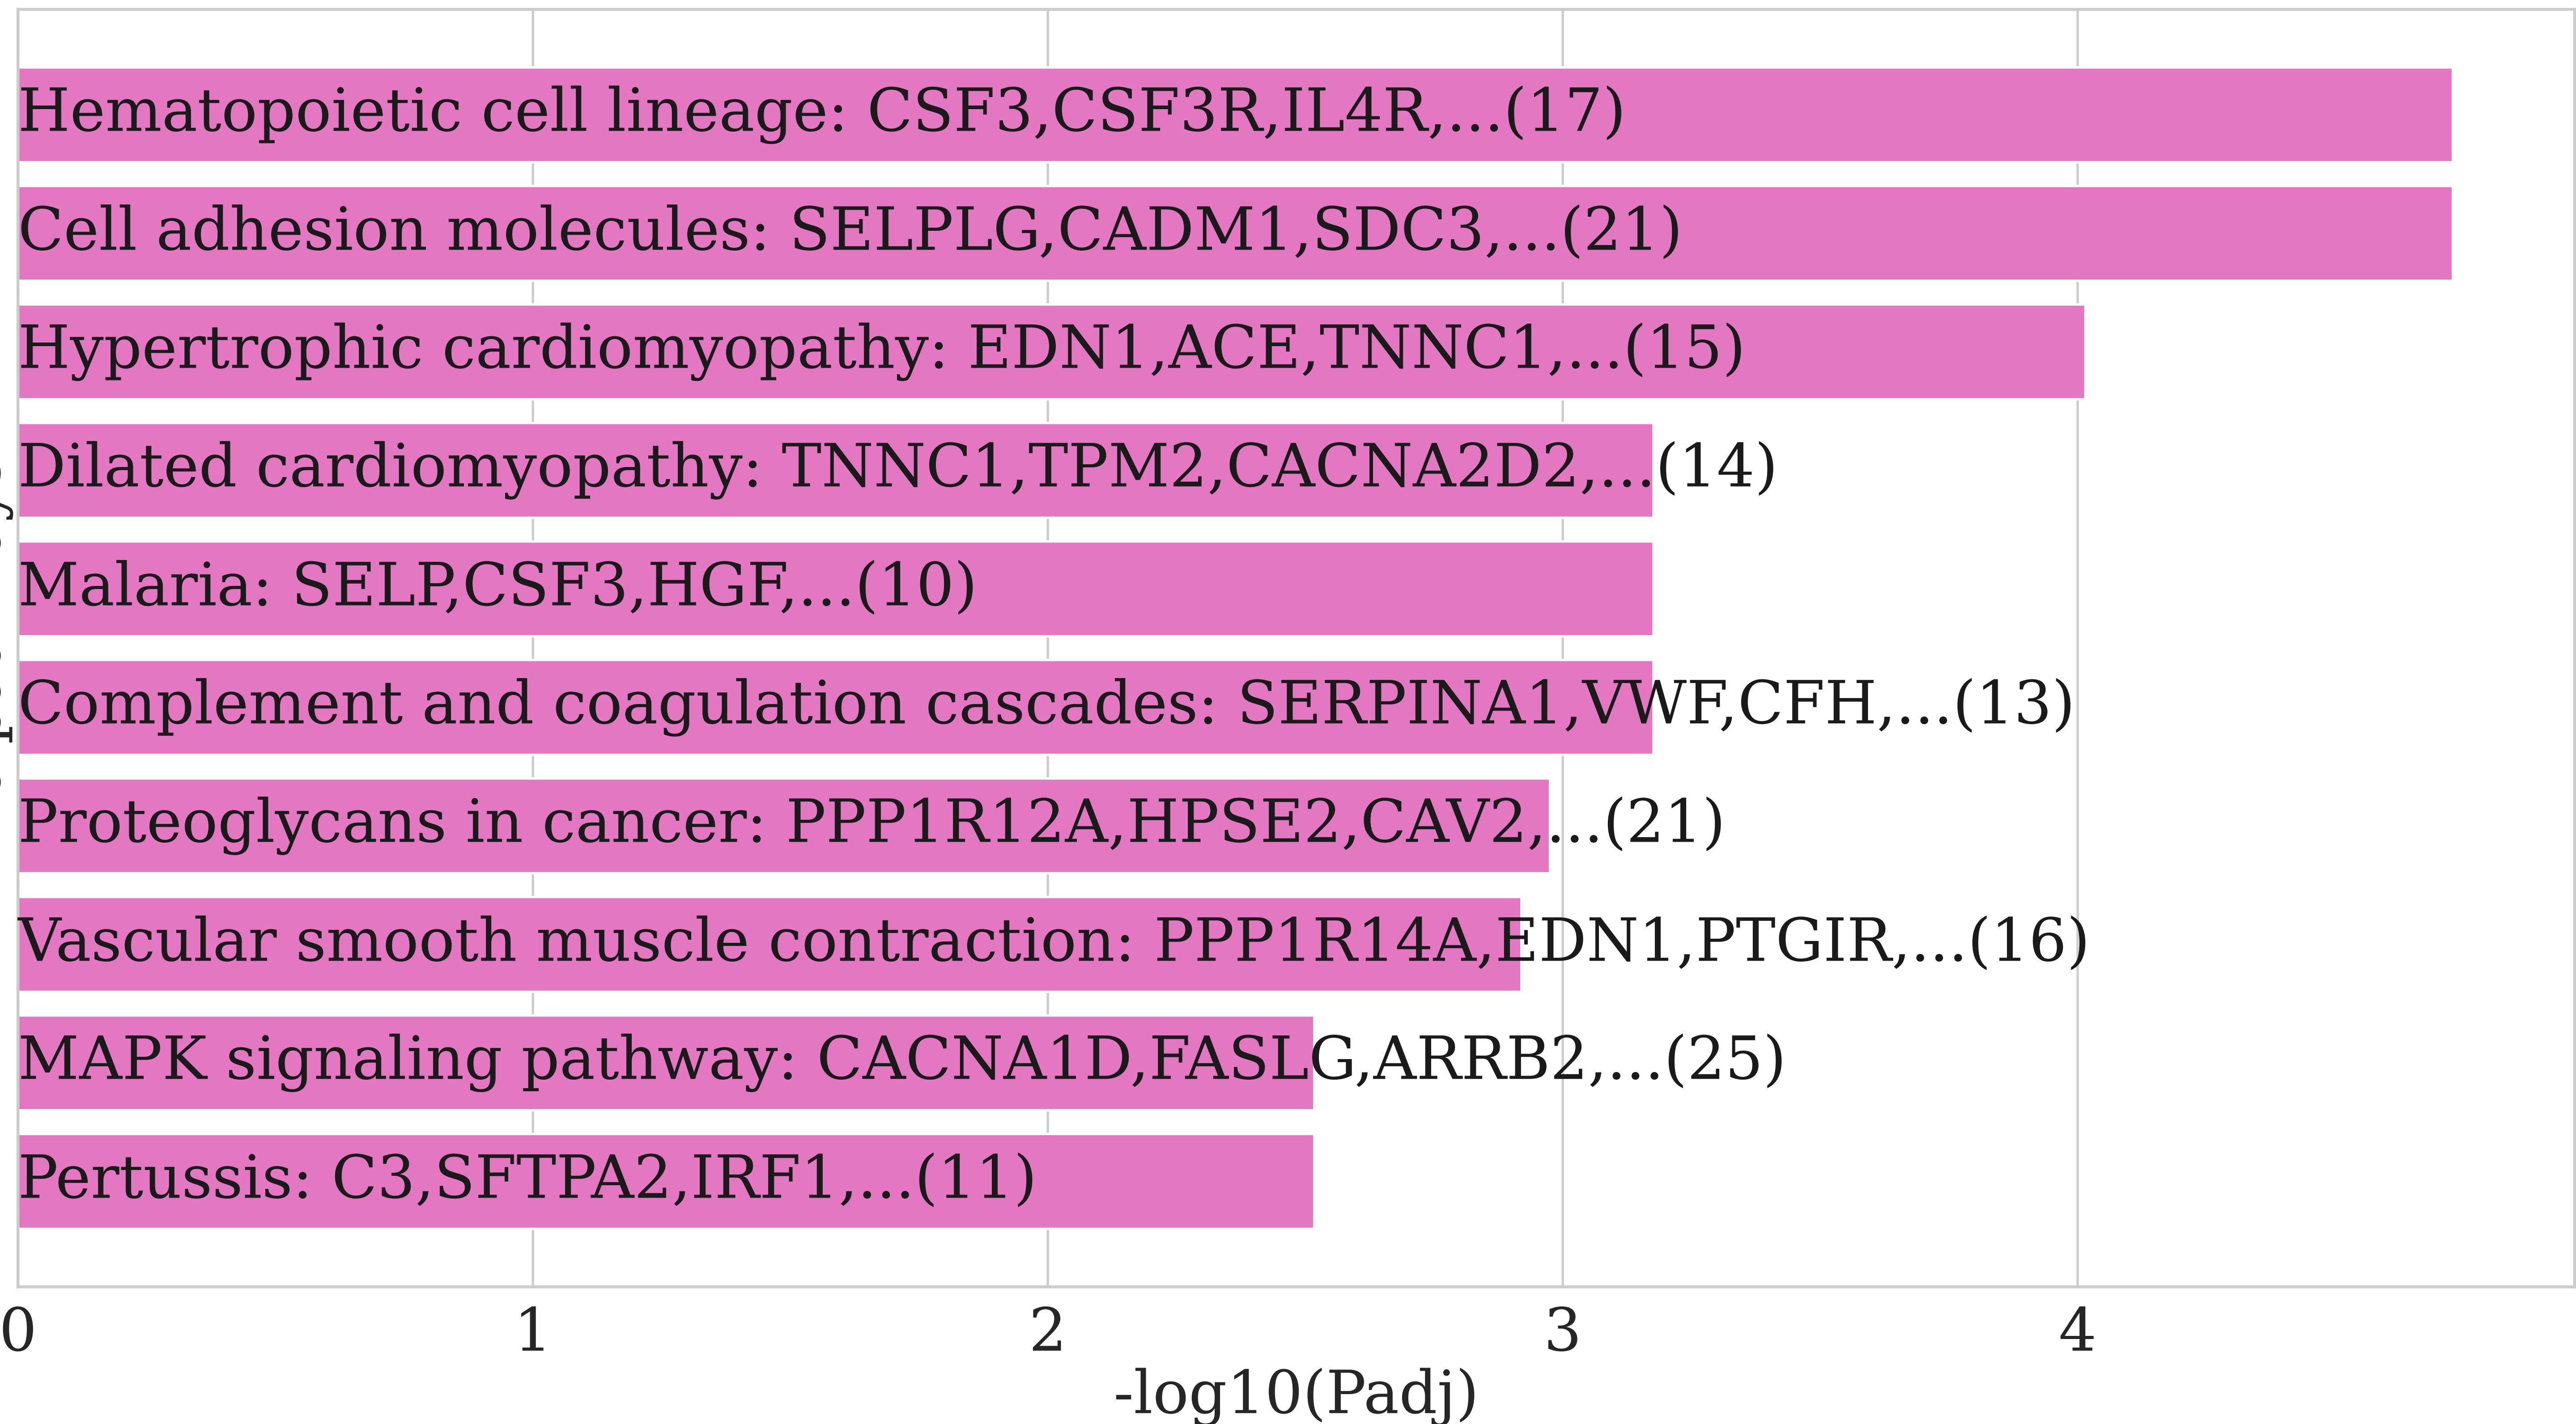 Hematopoietic cell lineage: CSF3,CSF3R,IL4R,...(17)
Cell adhesion molecules: SELPLG,CADM1,SDC3,...(21)
Hypertrophic cardiomyopathy: EDN1,ACE,TNNC1,...(15)
Dilated cardiomyopathy: TNNC1,TPM2,CACNA2D2,...(14)
Malaria: SELP,CSF3,HGF,...(10)
Complement and coagulation cascades: SERPINA1,VWF,CFH,...(13)
Proteoglycans in cancer: PPP1R12A,HPSE2,CAV2,...(21)
Vascular smooth muscle contraction: PPP1R14A,EDN1,PTGIR,...(16)
MAPK signaling pathway: CACNA1D,FASLG,ARRB2,...(25)
Pertussis: C3,SFTPA2,IRF1,...(11)
0 1 2 3 4
-log10(Padj)